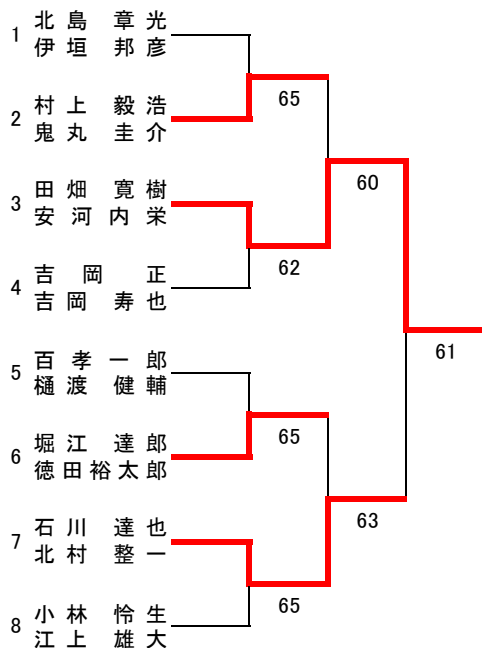 1
北島 章光
伊垣 邦彦
2
村上 毅浩
鬼丸 圭介
65
3
田畑 寛樹
安河内 栄
60
4
吉岡 正
吉岡 寿也
62
61
5
百 孝一郎
樋渡 健輔
6
堀江 達郎
徳田裕太郎
65
7
石川 達也
北村 整一
63
8
小林 怜生
江上 雄大
65